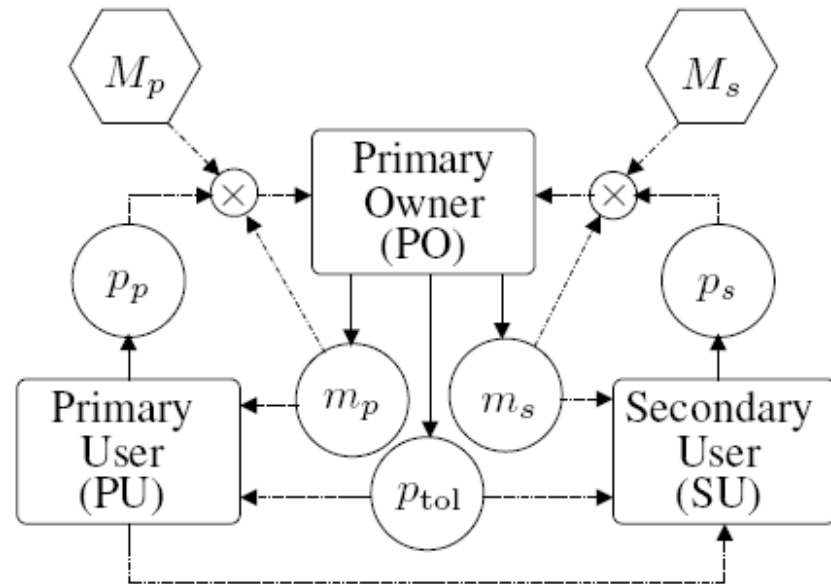 M_p
M_s
Primary
Owner
(PO)
×
×
p_p
p_s
m_p
m_s
Primary
User
(PU)
p_tol
Secondary
User
(SU)